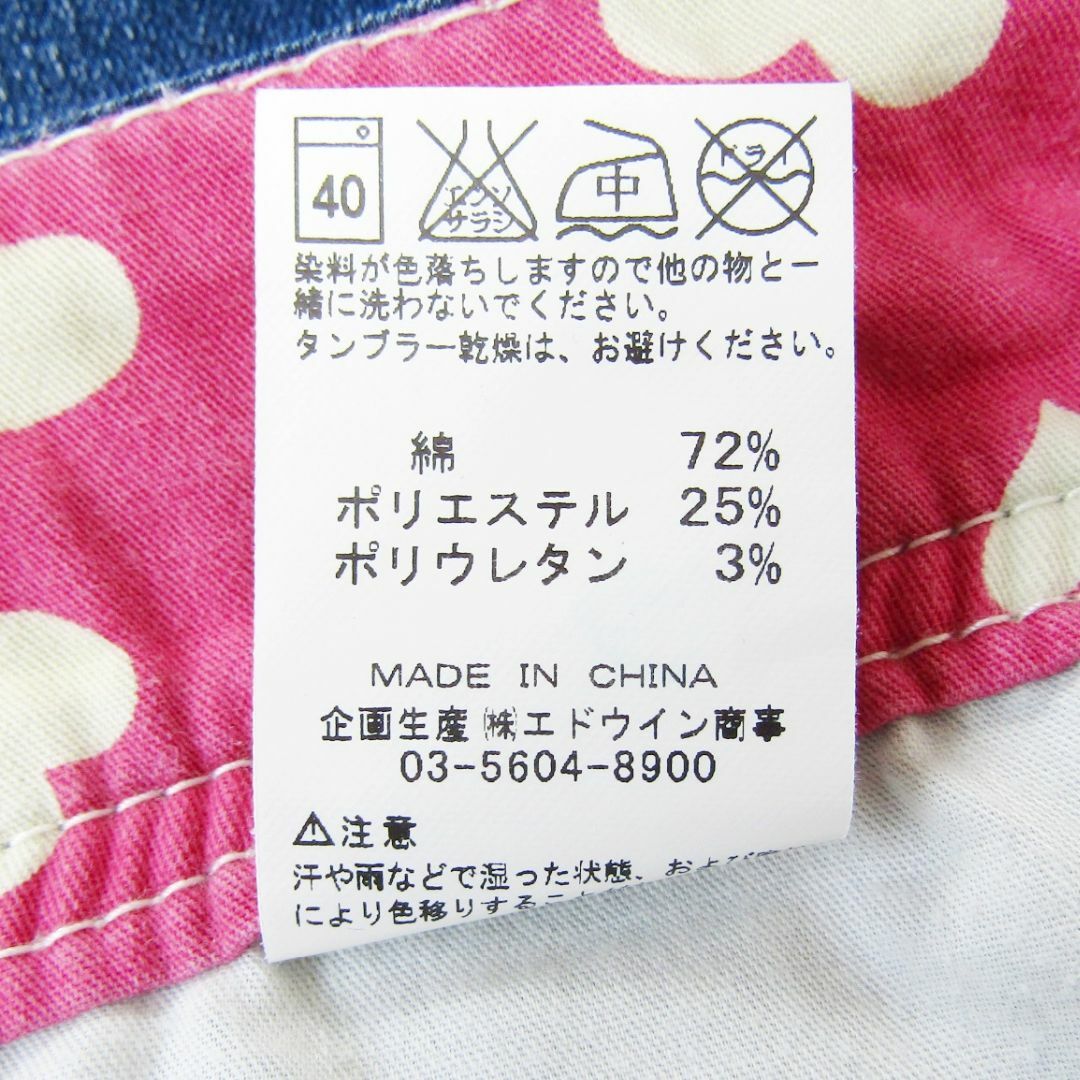 40 エンソサラシ 中 ドライ
染料が色落ちしますので他の物と一
緒に洗わないでください。
タンブラー乾燥は、お避けください。
綿 72%
ポリエステル 25%
ポリウレタン 3%
MADE IN CHINA
企画生産㈱エドウイン商事
03-5604-8900
⚠注意
汗や雨などで湿った状態、および
により色移りすること